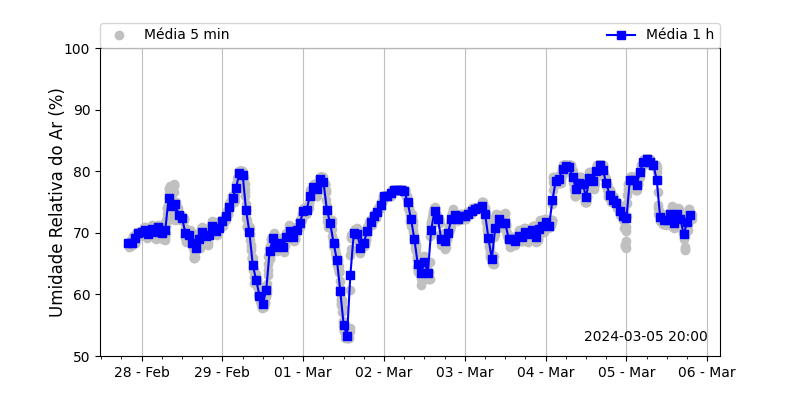 Média 5 min
Média 1 h
Umidade Relativa do Ar (%)
100
90
80
70
60
50
2024-03-05 20:00
28 - Feb
29 - Feb
01 - Mar
02 - Mar
03 - Mar
04 - Mar
05 - Mar
06 - Mar